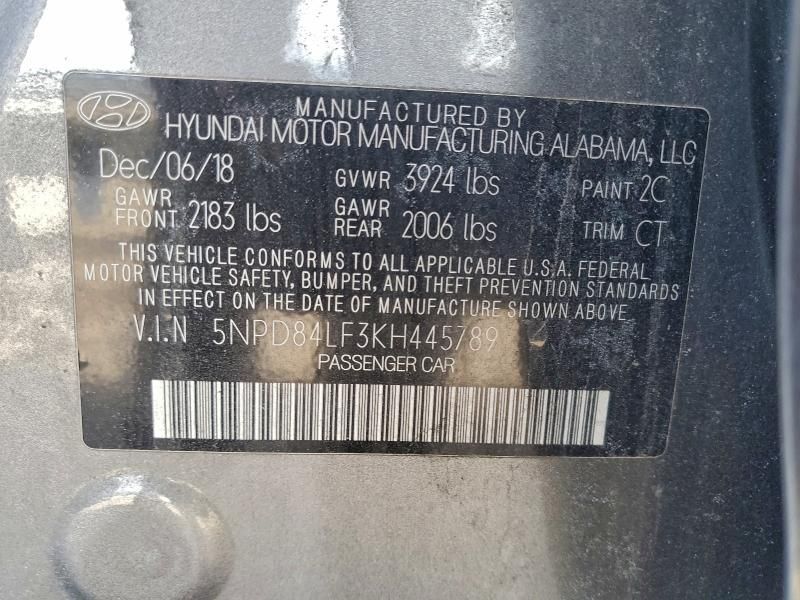 MANUFACTURED BY
HYUNDAI MOTOR MANUFACTURING ALABAMA, LLC
Dec/06/18 GVWR 3924 lbs PAINT 2C
GAWR FRONT 2183 lbs GAWR REAR 2006 lbs TRIM CT
THIS VEHICLE CONFORMS TO ALL APPLICABLE U.S.A. FEDERAL
MOTOR VEHICLE SAFETY, BUMPER, AND THEFT PREVENTION STANDARDS
IN EFFECT ON THE DATE OF MANUFACTURE SHOWN ABOVE
V.I.N 5NPD84LF3KH445789
PASSENGER CAR